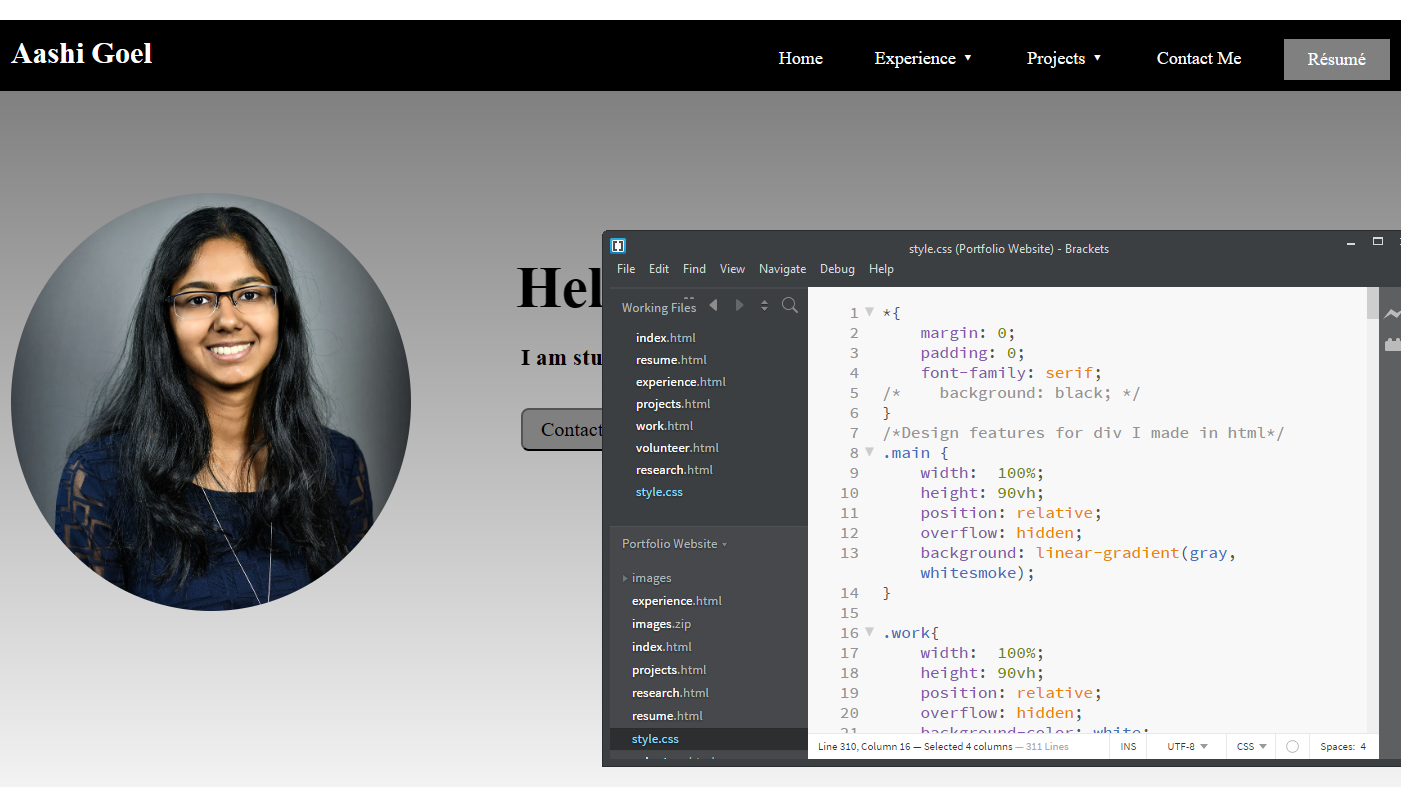 Aashi Goel
Home Experience ▼ Projects ▼ Contact Me Résumé
Hel
I am stu
Contact
style.css (Portfolio Website) - Brackets
File Edit Find View Navigate Debug Help
Working Files
index.html
resume.html
experience.html
projects.html
work.html
volunteer.html
research.html
style.css
Portfolio Website
images
experience.html
images.zip
index.html
projects.html
research.html
resume.html
style.css
1 *{
2 margin: 0;
3 padding: 0;
4 font-family: serif;
5 /* background: black; */
6 }
7 /*Design features for div I made in html*/
8 .main {
9 width: 100%;
10 height: 90vh;
11 position: relative;
12 overflow: hidden;
13 background: linear-gradient(gray,
whitesmoke);
14 }
15
16 .work{
17 width: 100%;
18 height: 90vh;
19 position: relative;
20 overflow: hidden;
21 background-color: white;
Line 310, Column 16 — Selected 4 columns — 311 Lines INS UTF-8 CSS Spaces: 4